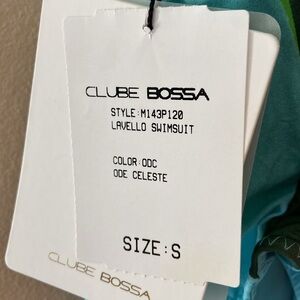 CLUBE BOSSA
STYLE:M143P120
LAVELLO SWIMSUIT
COLOR:ODC
ODE CELESTE
SIZE:S
CLUBE BOSSA